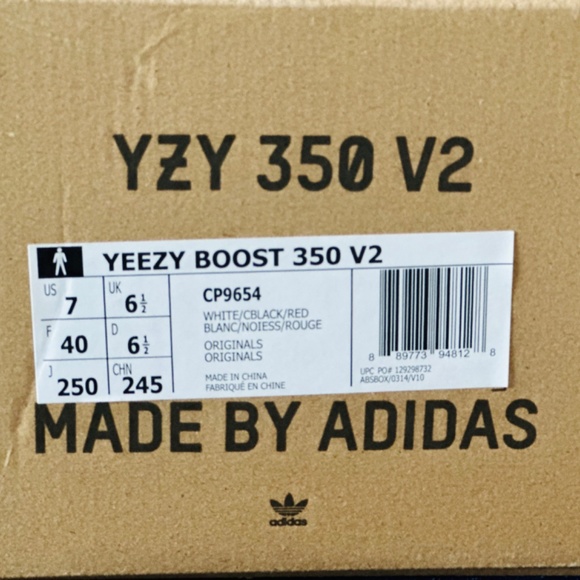 YZY 350 V2
YEEZY BOOST 350 V2
US 7 UK 6½
F 40 D 6½
J 250 CHN 245
CP9654
WHITE/CBLACK/RED
BLANC/NOIESS/ROUGE
ORIGINALS
ORIGINALS
MADE IN CHINA
FABRIQUÉ EN CHINE
8 89773 94812 8
UPC PO# 129298732
ABSBOX/0314/V10
MADE BY ADIDAS
adidas